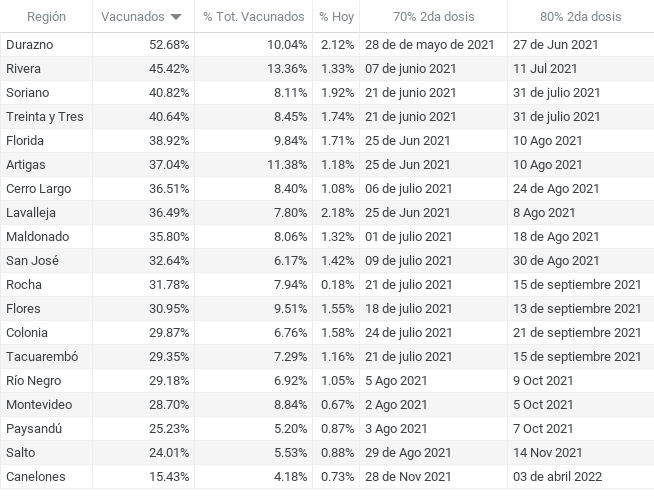 Región Vacunados % Tot. Vacunados % Hoy 70% 2da dosis 80% 2da dosis
Durazno 52.68% 10.04% 2.12% 28 de de mayo de 2021 27 de Jun 2021
Rivera 45.42% 13.36% 1.33% 07 de junio 2021 11 Jul 2021
Soriano 40.82% 8.11% 1.92% 21 de junio 2021 31 de julio 2021
Treinta y Tres 40.64% 8.45% 1.74% 21 de junio 2021 31 de julio 2021
Florida 38.92% 9.84% 1.71% 25 de Jun 2021 10 Ago 2021
Artigas 37.04% 11.38% 1.18% 25 de Jun 2021 10 Ago 2021
Cerro Largo 36.51% 8.40% 1.08% 06 de julio 2021 24 de Ago 2021
Lavalleja 36.49% 7.80% 2.18% 25 de Jun 2021 8 Ago 2021
Maldonado 35.80% 8.06% 1.32% 01 de julio 2021 18 de Ago 2021
San José 32.64% 6.17% 1.42% 09 de julio 2021 30 de Ago 2021
Rocha 31.78% 7.94% 0.18% 21 de julio 2021 15 de septiembre 2021
Flores 30.95% 9.51% 1.55% 18 de julio 2021 13 de septiembre 2021
Colonia 29.87% 6.76% 1.58% 24 de julio 2021 21 de septiembre 2021
Tacuarembó 29.35% 7.29% 1.16% 21 de julio 2021 15 de septiembre 2021
Río Negro 29.18% 6.92% 1.05% 5 Ago 2021 9 Oct 2021
Montevideo 28.70% 8.84% 0.67% 2 Ago 2021 5 Oct 2021
Paysandú 25.23% 5.20% 0.87% 3 Ago 2021 7 Oct 2021
Salto 24.01% 5.53% 0.88% 29 de Ago 2021 14 Nov 2021
Canelones 15.43% 4.18% 0.73% 28 de Nov 2021 03 de abril 2022